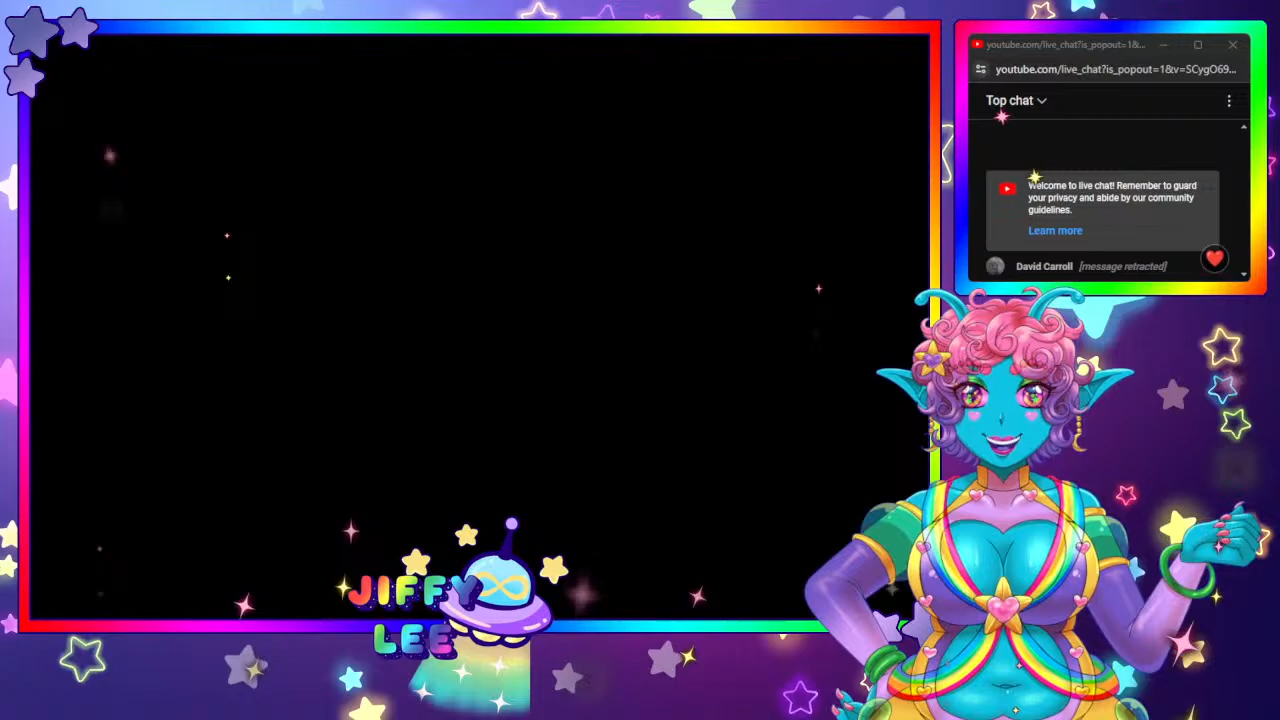 youtube.com/live_chat?is_popout=1&...
youtube.com/live_chat?is_popout=1&v=SCygO69...
Top chat
Welcome to live chat! Remember to guard
your privacy and abide by our community
guidelines.
Learn more
David Carroll [message retracted]
JIFFY
LEE